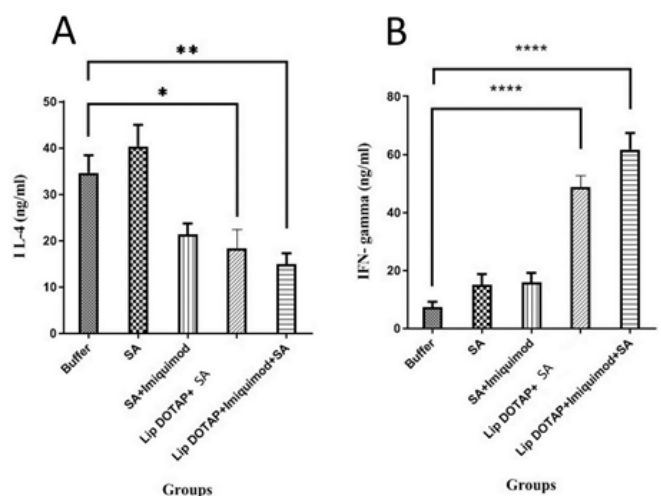 A
**
*
50
40
30
20
10
0
I L-4 (ng/ml)
Buffer
SA
SA+Imiquimod
Lip DOTAP+ SA
Lip DOTAP+Imiquimod+SA
Groups
B
****
****
80
60
40
20
0
IFN- gamma (ng/ml)
Buffer
SA
SA+Imiquimod
Lip DOTAP+ SA
Lip DOTAP+Imiquimod+SA
Groups